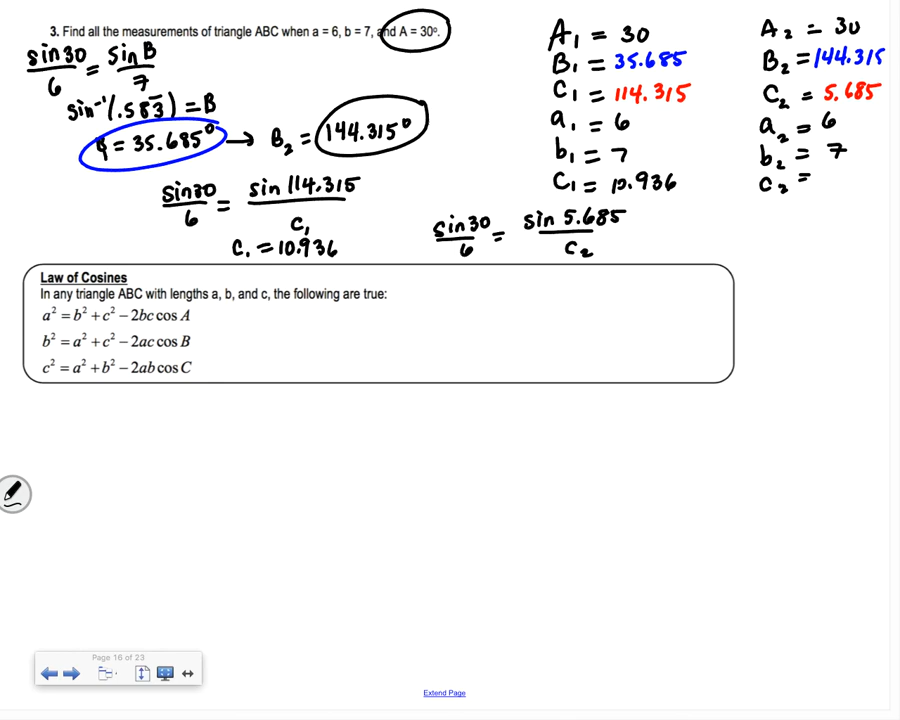 3. Find all the measurements of triangle ABC when a = 6, b = 7, and A = 30º.
sin30/6 = sin B/7
sin⁻¹(.583̅) = B
= 35.685° → B₂ = 144.315°
sin30/6 = sin 114.315/c₁
c₁ = 10.936
sin30/6 = sin 5.685/c₂
A₁ = 30
B₁ = 35.685
C₁ = 114.315
a₁ = 6
b₁ = 7
c₁ = 10.936
A₂ = 30
B₂ = 144.315
C₂ = 5.685
a₂ = 6
b₂ = 7
c₂ =
Law of Cosines
In any triangle ABC with lengths a, b, and c, the following are true:
a² = b² + c² − 2bc cos A
b² = a² + c² − 2ac cos B
c² = a² + b² − 2ab cos C
Page 16 of 23
Extend Page